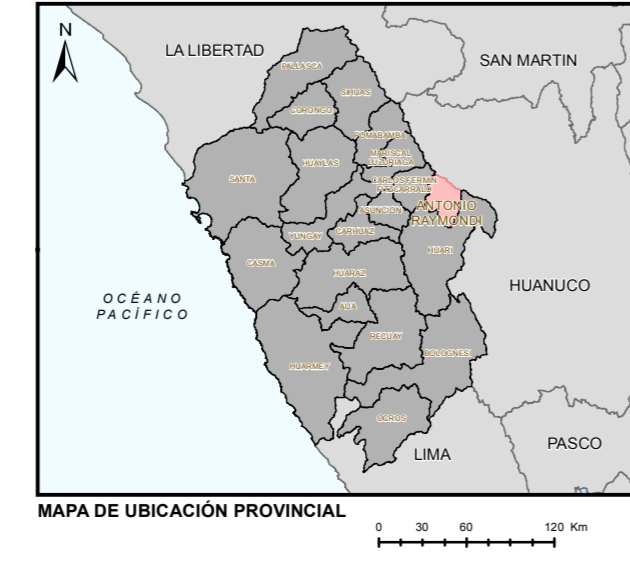 N
LA LIBERTAD
SAN MARTIN
PALLASCA
SIHUAS
CORONGO
POMABAMBA
MARISCAL
LUZURIAGA
HUAYLAS
SANTA
CARLOS FERMIN
FITZCARRALD
ANTONIO
RAYMONDI
ASUNCION
YUNGAY
CARHUAZ
HUARI
CASMA
HUARAZ
HUANUCO
OCÉANO
PACÍFICO
AIJA
RECUAY
BOLOGNESI
HUARMEY
OCROS
LIMA
PASCO
MAPA DE UBICACIÓN PROVINCIAL
0 30 60 120 Km